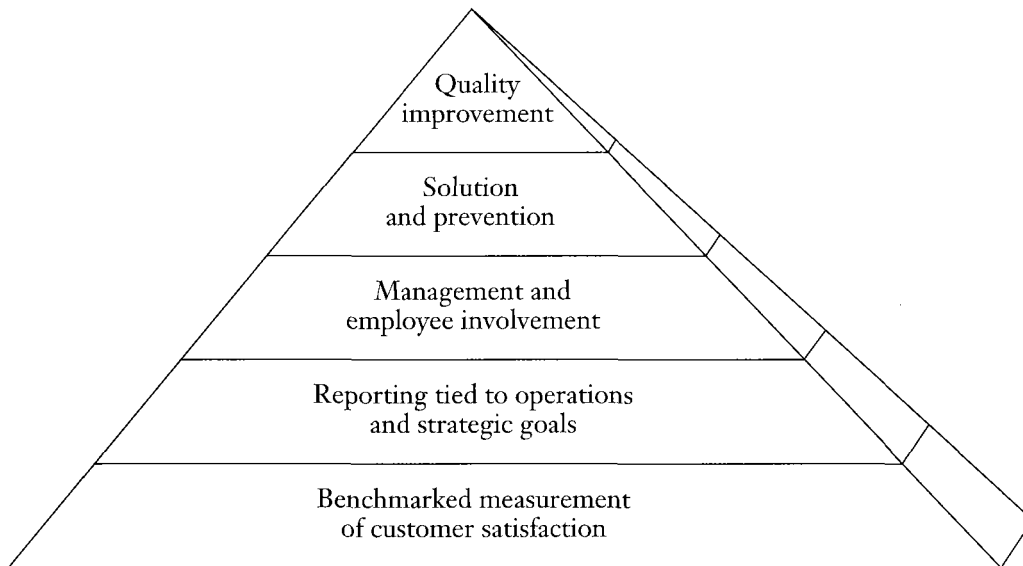 Quality
improvement
Solution
and prevention
Management and
employee involvement
Reporting tied to operations
and strategic goals
Benchmarked measurement
of customer satisfaction